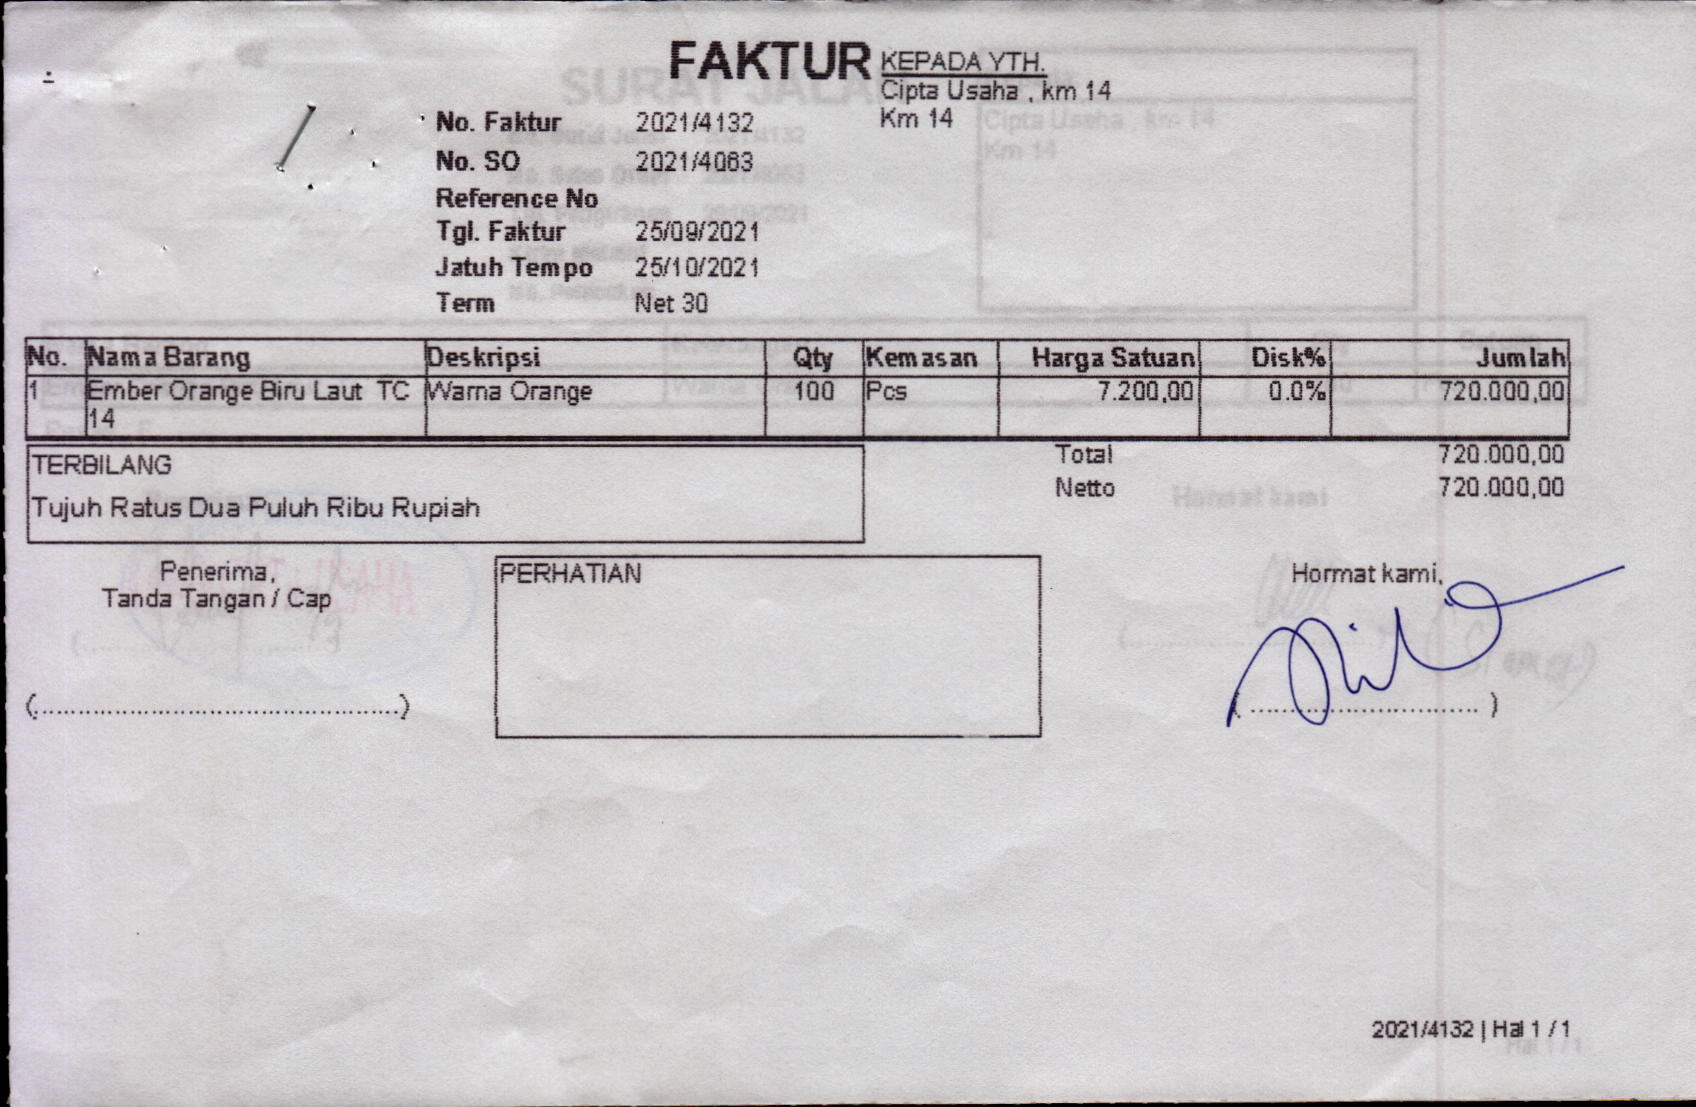 FAKTUR
KEPADA YTH.
Cipta Usaha , km 14
Km 14
No. Faktur 2021/4132
No. SO 2021/4063
Reference No
Tgl. Faktur 25/09/2021
Jatuh Tempo 25/10/2021
Term Net 30
No. Nama Barang Deskripsi Qty Kemasan Harga Satuan Disk% Jumlah
1 Ember Orange Biru Laut TC Warna Orange 100 Pcs 7.200,00 0.0% 720.000,00
14
TERBILANG
Tujuh Ratus Dua Puluh Ribu Rupiah
Total 720.000,00
Netto 720.000,00
Penerima,
Tanda Tangan / Cap
(................................................)
PERHATIAN
Hormat kami,
( .................................. )
2021/4132 | Hal 1 / 1